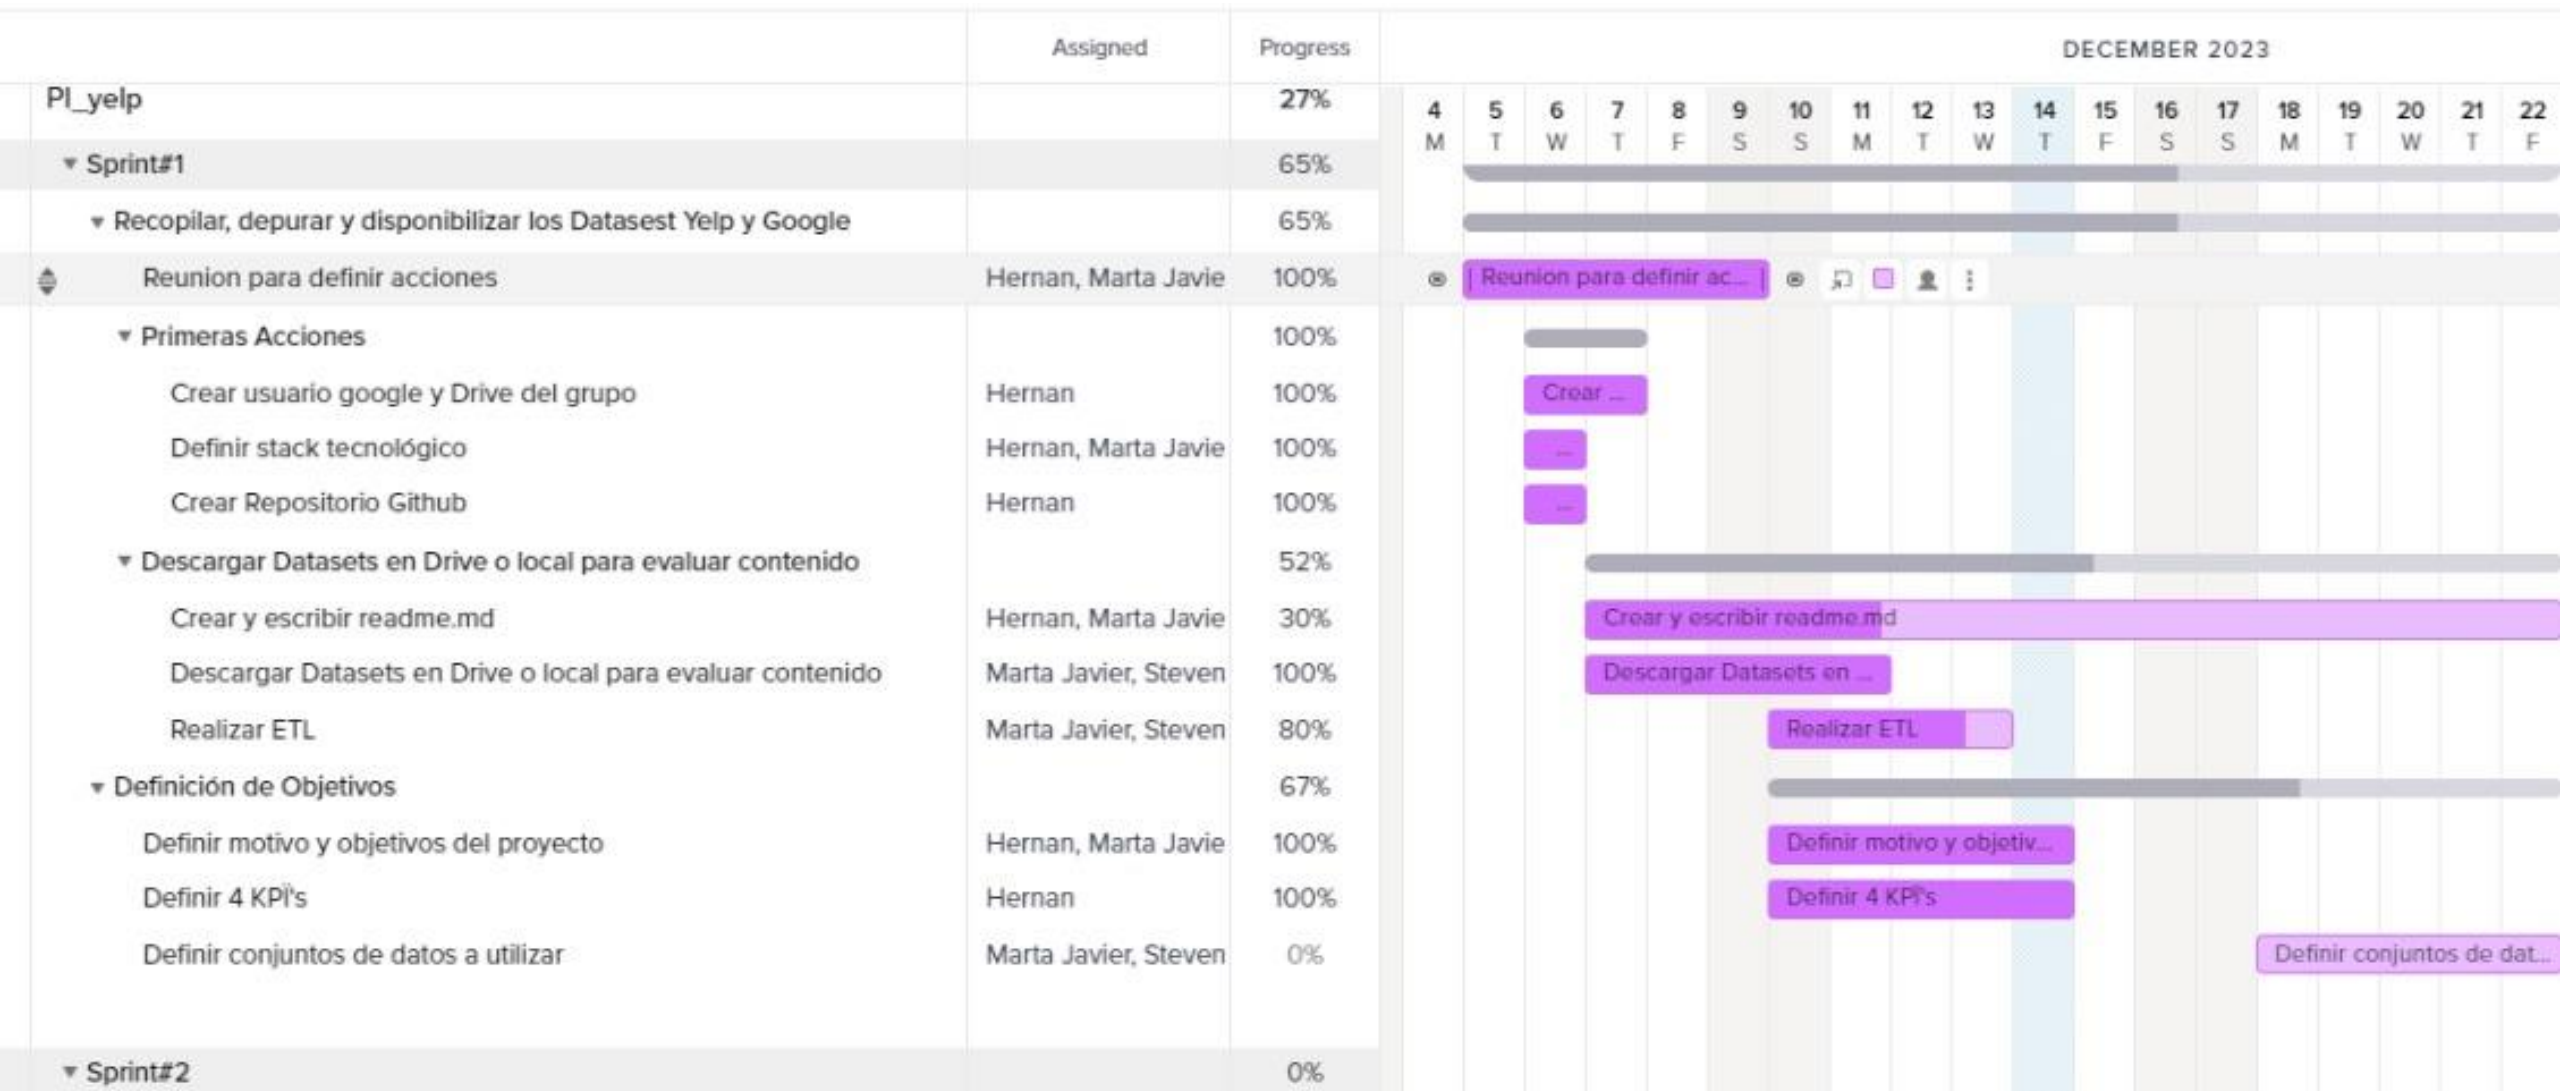 Assigned Progress DECEMBER 2023
PI_yelp 27% 4 5 6 7 8 9 10 11 12 13 14 15 16 17 18 19 20 21 22
M T W T F S S M T W T F S S M T W T F
Sprint#1 65%
Recopilar, depurar y disponibilizar los Datasest Yelp y Google 65%
Reunion para definir acciones Hernan, Marta Javie 100% Reunion para definir ac...
Primeras Acciones 100%
Crear usuario google y Drive del grupo Hernan 100% Crear ...
Definir stack tecnológico Hernan, Marta Javie 100% ...
Crear Repositorio Github Hernan 100% ...
Descargar Datasets en Drive o local para evaluar contenido 52%
Crear y escribir readme.md Hernan, Marta Javie 30% Crear y escribir readme.md
Descargar Datasets en Drive o local para evaluar contenido Marta Javier, Steven 100% Descargar Datasets en ...
Realizar ETL Marta Javier, Steven 80% Realizar ETL
Definición de Objetivos 67%
Definir motivo y objetivos del proyecto Hernan, Marta Javie 100% Definir motivo y objetiv...
Definir 4 KPÏ's Hernan 100% Definir 4 KPÏ's
Definir conjuntos de datos a utilizar Marta Javier, Steven 0% Definir conjuntos de dat...
Sprint#2 0%